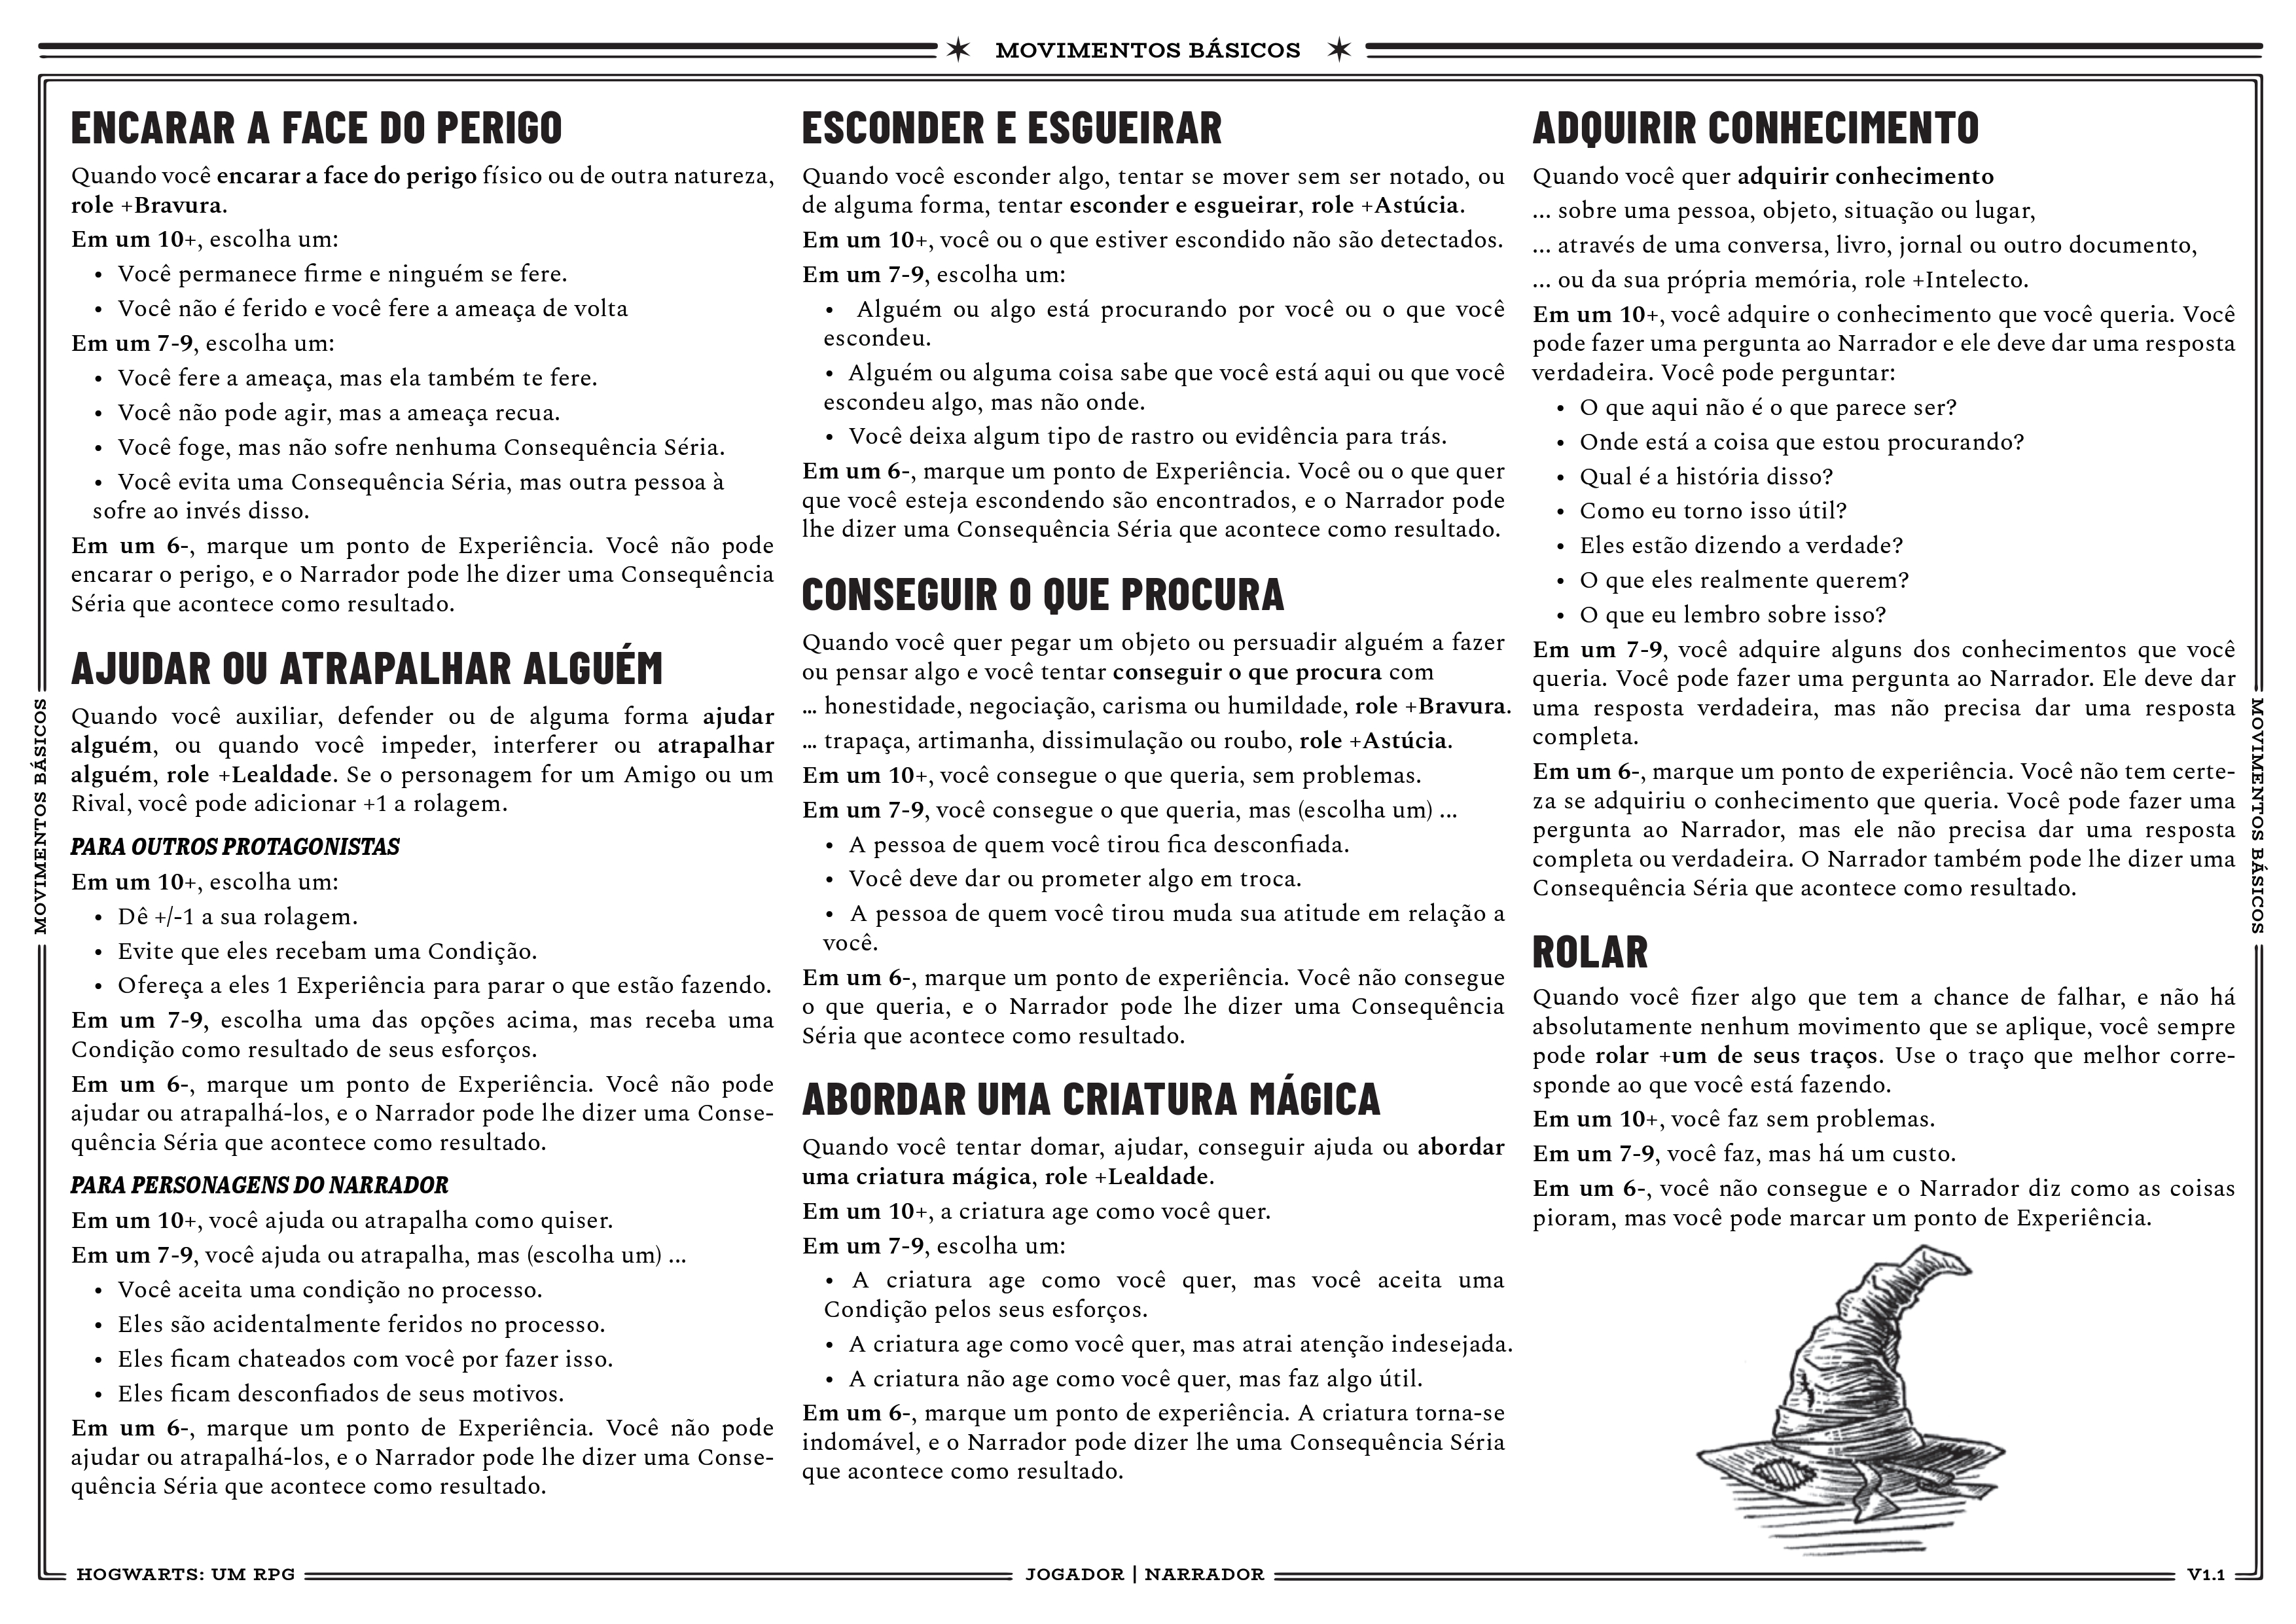 MOVIMENTOS BÁSICOS
ENCARAR A FACE DO PERIGO
Quando você encarar a face do perigo físico ou de outra natureza,
role +Bravura.
Em um 10+, escolha um:
• Você permanece firme e ninguém se fere.
• Você não é ferido e você fere a ameaça de volta
Em um 7-9, escolha um:
• Você fere a ameaça, mas ela também te fere.
• Você não pode agir, mas a ameaça recua.
• Você foge, mas não sofre nenhuma Consequência Séria.
• Você evita uma Consequência Séria, mas outra pessoa à
sofre ao invés disso.
Em um 6-, marque um ponto de Experiência. Você não pode
encarar o perigo, e o Narrador pode lhe dizer uma Consequência
Séria que acontece como resultado.
AJUDAR OU ATRAPALHAR ALGUÉM
Quando você auxiliar, defender ou de alguma forma ajudar
alguém, ou quando você impeder, interferer ou atrapalhar
alguém, role +Lealdade. Se o personagem for um Amigo ou um
Rival, você pode adicionar +1 a rolagem.
PARA OUTROS PROTAGONISTAS
Em um 10+, escolha um:
• Dê +/-1 a sua rolagem.
• Evite que eles recebam uma Condição.
• Ofereça a eles 1 Experiência para parar o que estão fazendo.
Em um 7-9, escolha uma das opções acima, mas receba uma
Condição como resultado de seus esforços.
Em um 6-, marque um ponto de Experiência. Você não pode
ajudar ou atrapalhá-los, e o Narrador pode lhe dizer uma Conse-
quência Séria que acontece como resultado.
PARA PERSONAGENS DO NARRADOR
Em um 10+, você ajuda ou atrapalha como quiser.
Em um 7-9, você ajuda ou atrapalha, mas (escolha um) ...
• Você aceita uma condição no processo.
• Eles são acidentalmente feridos no processo.
• Eles ficam chateados com você por fazer isso.
• Eles ficam desconfiados de seus motivos.
Em um 6-, marque um ponto de Experiência. Você não pode
ajudar ou atrapalhá-los, e o Narrador pode lhe dizer uma Conse-
quência Séria que acontece como resultado.
ESCONDER E ESGUEIRAR
Quando você esconder algo, tentar se mover sem ser notado, ou
de alguma forma, tentar esconder e esgueirar, role +Astúcia.
Em um 10+, você ou o que estiver escondido não são detectados.
Em um 7-9, escolha um:
• Alguém ou algo está procurando por você ou o que você
escondeu.
• Alguém ou alguma coisa sabe que você está aqui ou que você
escondeu algo, mas não onde.
• Você deixa algum tipo de rastro ou evidência para trás.
Em um 6-, marque um ponto de Experiência. Você ou o que quer
que você esteja escondendo são encontrados, e o Narrador pode
lhe dizer uma Consequência Séria que acontece como resultado.
CONSEGUIR O QUE PROCURA
Quando você quer pegar um objeto ou persuadir alguém a fazer
ou pensar algo e você tentar conseguir o que procura com
... honestidade, negociação, carisma ou humildade, role +Bravura.
... trapaça, artimanha, dissimulação ou roubo, role +Astúcia.
Em um 10+, você consegue o que queria, sem problemas.
Em um 7-9, você consegue o que queria, mas (escolha um) ...
• A pessoa de quem você tirou fica desconfiada.
• Você deve dar ou prometer algo em troca.
• A pessoa de quem você tirou muda sua atitude em relação a
você.
Em um 6-, marque um ponto de experiência. Você não consegue
o que queria, e o Narrador pode lhe dizer uma Consequência
Séria que acontece como resultado.
ABORDAR UMA CRIATURA MÁGICA
Quando você tentar domar, ajudar, conseguir ajuda ou abordar
uma criatura mágica, role +Lealdade.
Em um 10+, a criatura age como você quer.
Em um 7-9, escolha um:
• A criatura age como você quer, mas você aceita uma
Condição pelos seus esforços.
• A criatura age como você quer, mas atrai atenção indesejada.
• A criatura não age como você quer, mas faz algo útil.
Em um 6-, marque um ponto de experiência. A criatura torna-se
indomável, e o Narrador pode dizer lhe uma Consequência Séria
que acontece como resultado.
ADQUIRIR CONHECIMENTO
Quando você quer adquirir conhecimento
... sobre uma pessoa, objeto, situação ou lugar,
... através de uma conversa, livro, jornal ou outro documento,
... ou da sua própria memória, role +Intelecto.
Em um 10+, você adquire o conhecimento que você queria. Você
pode fazer uma pergunta ao Narrador e ele deve dar uma resposta
verdadeira. Você pode perguntar:
• O que aqui não é o que parece ser?
• Onde está a coisa que estou procurando?
• Qual é a história disso?
• Como eu torno isso útil?
• Eles estão dizendo a verdade?
• O que eles realmente querem?
• O que eu lembro sobre isso?
Em um 7-9, você adquire alguns dos conhecimentos que você
queria. Você pode fazer uma pergunta ao Narrador. Ele deve dar
uma resposta verdadeira, mas não precisa dar uma resposta
completa.
Em um 6-, marque um ponto de experiência. Você não tem certe-
za se adquiriu o conhecimento que queria. Você pode fazer uma
pergunta ao Narrador, mas ele não precisa dar uma resposta
completa ou verdadeira. O Narrador também pode lhe dizer uma
Consequência Séria que acontece como resultado.
ROLAR
Quando você fizer algo que tem a chance de falhar, e não há
absolutamente nenhum movimento que se aplique, você sempre
pode rolar +um de seus traços. Use o traço que melhor corre-
sponde ao que você está fazendo.
Em um 10+, você faz sem problemas.
Em um 7-9, você faz, mas há um custo.
Em um 6-, você não consegue e o Narrador diz como as coisas
pioram, mas você pode marcar um ponto de Experiência.
MOVIMENTOS BÁSICOS
MOVIMENTOS BÁSICOS
HOGWARTS: UM RPG
JOGADOR | NARRADOR
V1.1